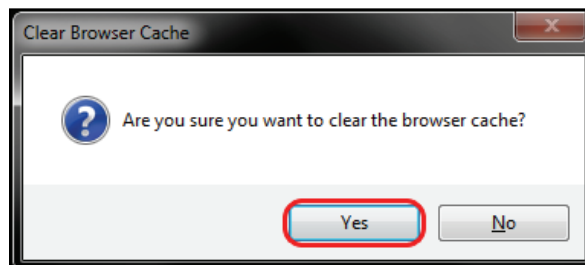 Clear Browser Cache
Are you sure you want to clear the browser cache?
Yes
No